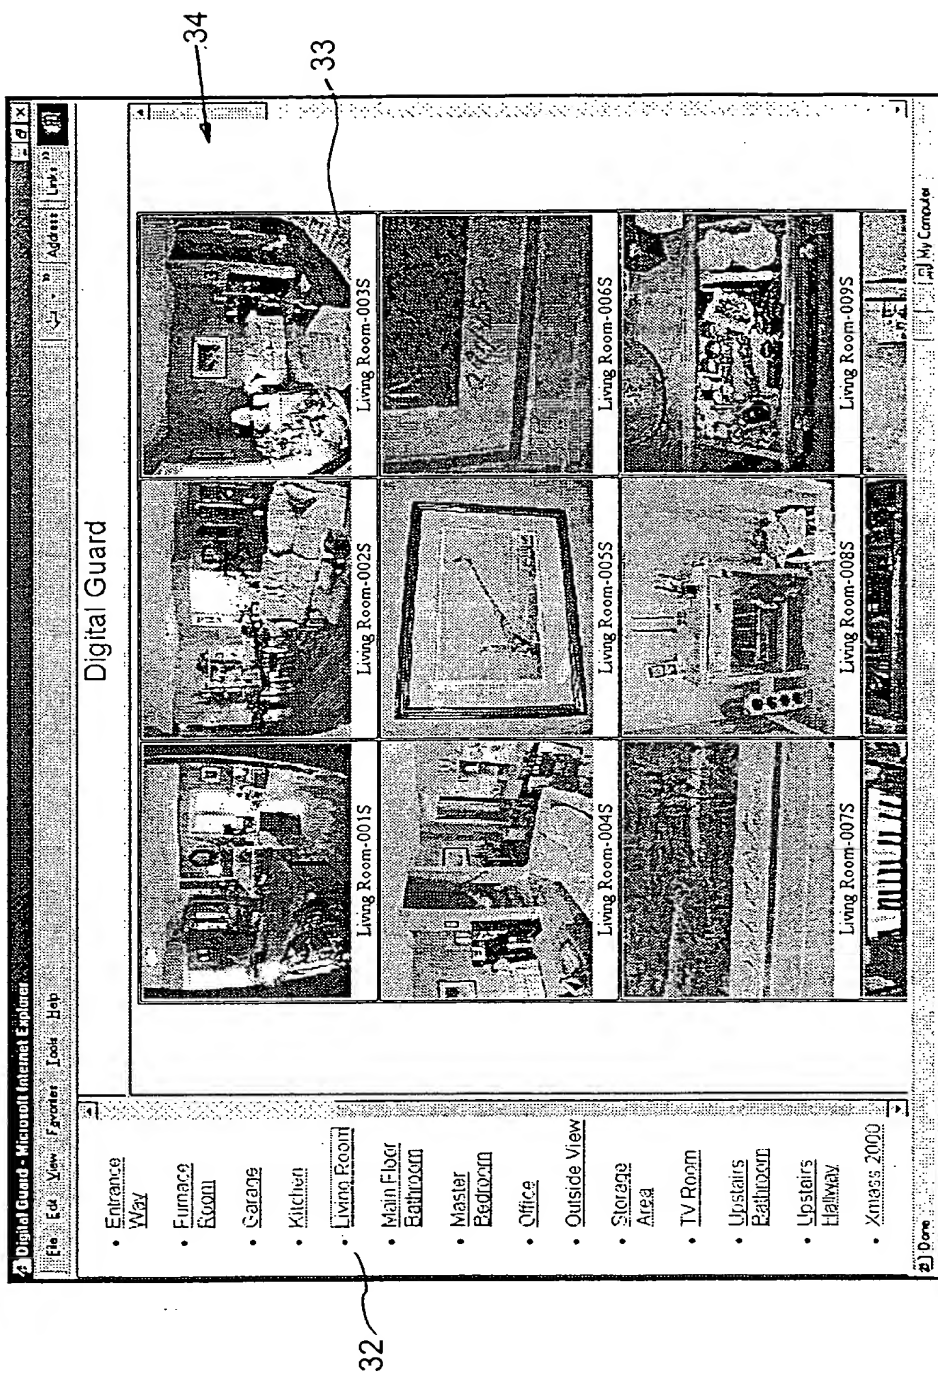 Digital Guard - Microsoft Internet Explorer
File Edit View Favorites Tools Help
Address Links »
Digital Guard
• Entrance
Way
• Furnace
Room
• Garage
• Kitchen
• Living Room
• Main Floor
Bathroom
• Master
Bedroom
• Office
• Outside View
• Storage
Area
• TV Room
• Upstairs
Bathroom
• Upstairs
Hallway
• Xmass 2000
Living Room-001S
Living Room-002S
Living Room-003S
Living Room-004S
Living Room-005S
Living Room-006S
Living Room-007S
Living Room-008S
Living Room-009S
Done
My Computer
32
33
34